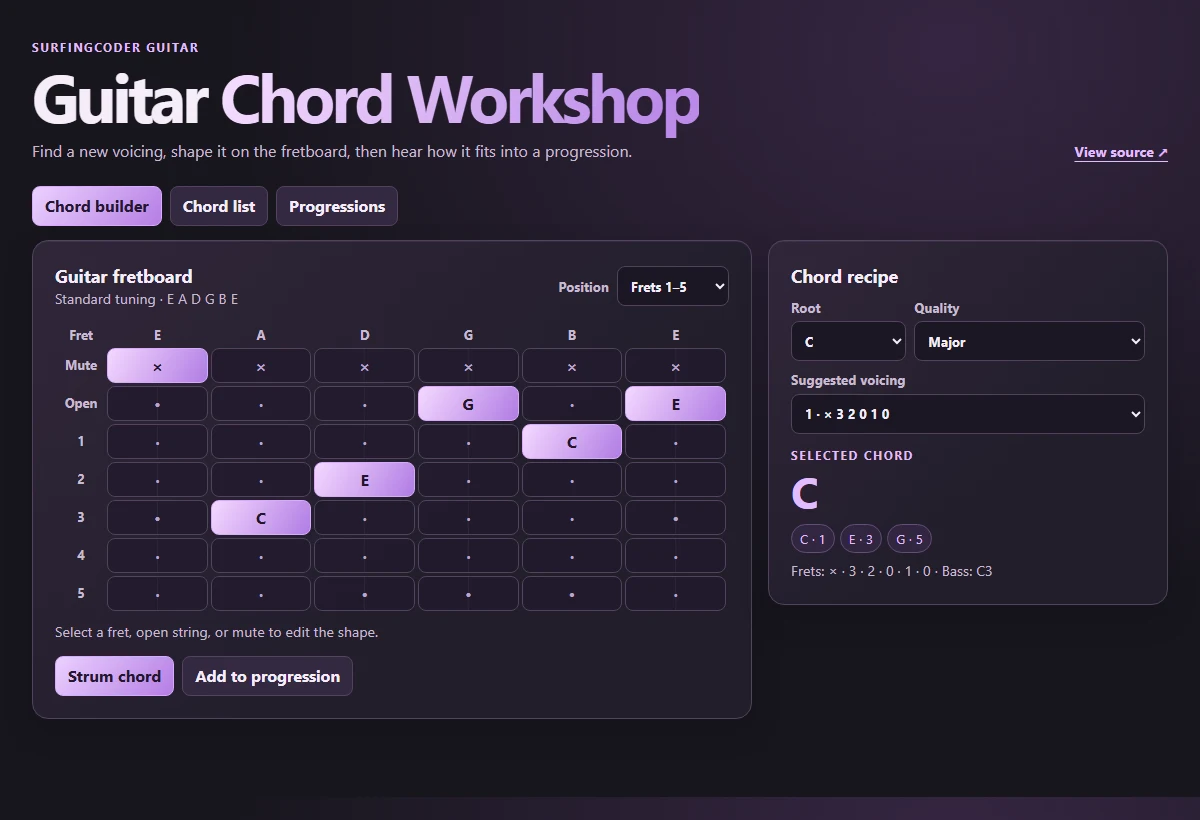 SURFINGCODER GUITAR
Guitar Chord Workshop
Find a new voicing, shape it on the fretboard, then hear how it fits into a progression.
View source ↗
Chord builder Chord list Progressions
Guitar fretboard
Standard tuning · E A D G B E
Position Frets 1–5
Fret E A D G B E
Mute × × × × × ×
Open • · · G · E
1 · · · · C ·
2 · · E · · ·
3 • C · · · •
4 · · · · · ·
5 · · • • • ·
Select a fret, open string, or mute to edit the shape.
Strum chord Add to progression
Chord recipe
Root Quality
C Major
Suggested voicing
1 · × 3 2 0 1 0
SELECTED CHORD
C
C · 1 E · 3 G · 5
Frets: × · 3 · 2 · 0 · 1 · 0 · Bass: C3